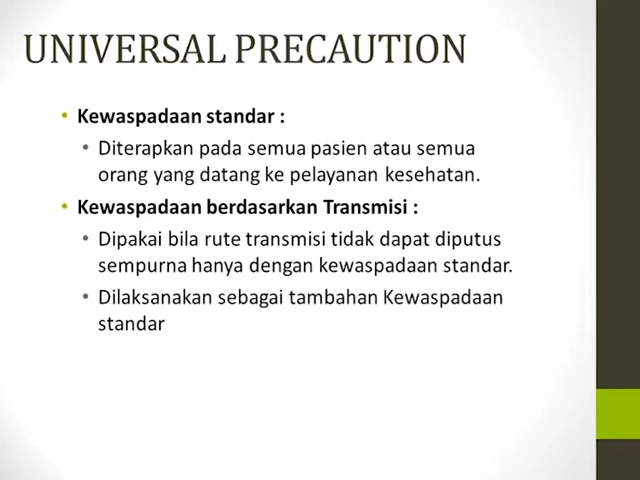 UNIVERSAL PRECAUTION
• Kewaspadaan standar :
• Diterapkan pada semua pasien atau semua
orang yang datang ke pelayanan kesehatan.
• Kewaspadaan berdasarkan Transmisi :
• Dipakai bila rute transmisi tidak dapat diputus
sempurna hanya dengan kewaspadaan standar.
• Dilaksanakan sebagai tambahan Kewaspadaan
standar